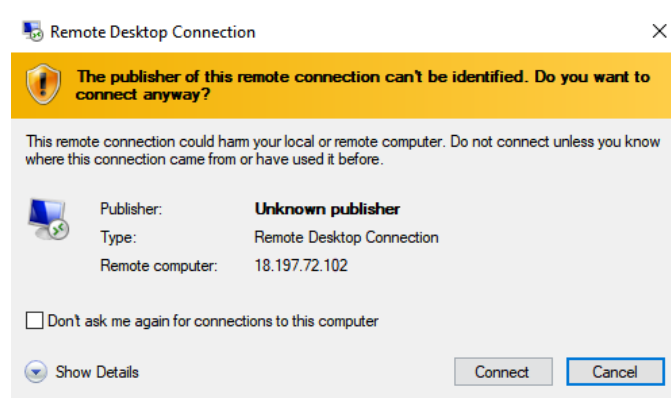 Remote Desktop Connection
The publisher of this remote connection can't be identified. Do you want to
connect anyway?
This remote connection could harm your local or remote computer. Do not connect unless you know
where this connection came from or have used it before.
Publisher: Unknown publisher
Type: Remote Desktop Connection
Remote computer: 18.197.72.102
Don't ask me again for connections to this computer
Show Details Connect Cancel